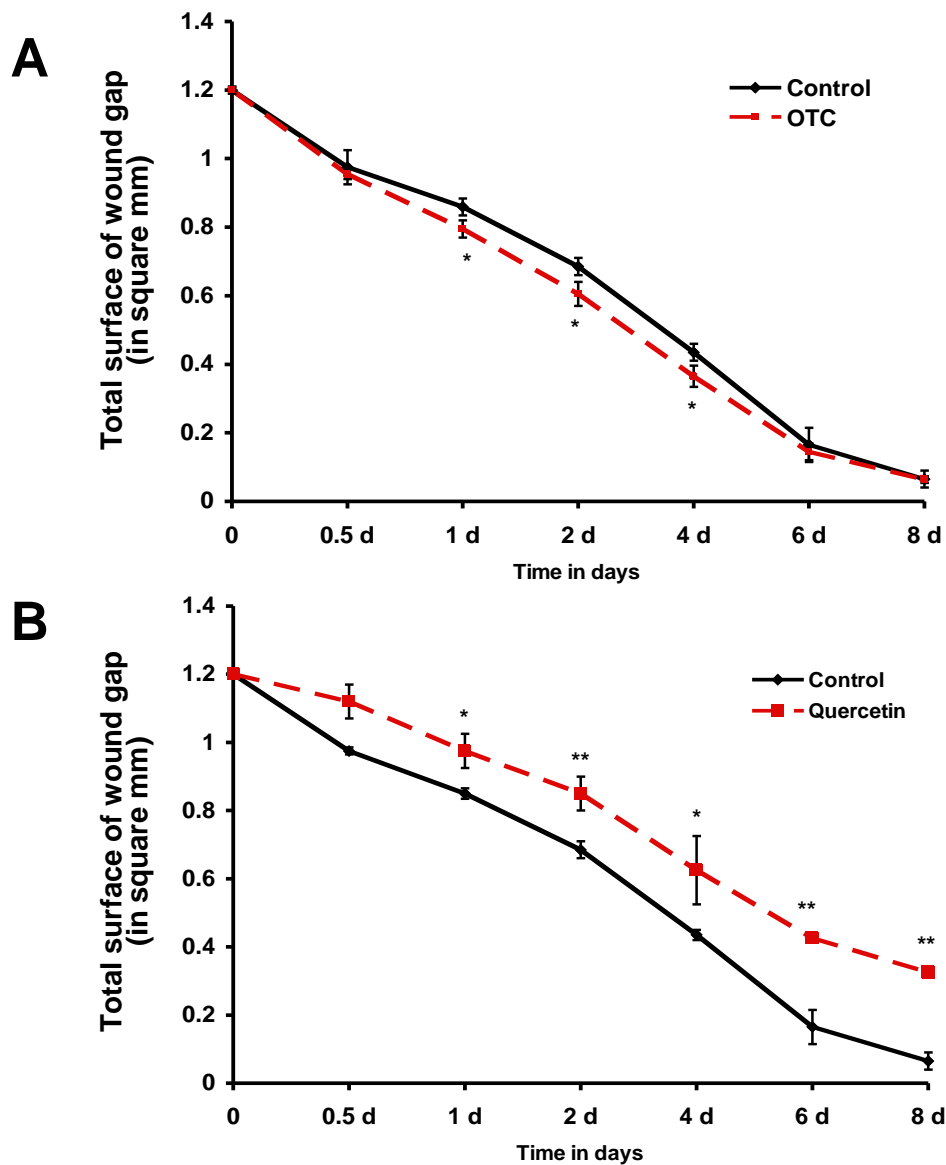 A
Total surface of wound gap
(in square mm)
1.4
1.2
1
0.8
0.6
0.4
0.2
0
Control
OTC
*
*
*
0
0.5 d
1 d
2 d
4 d
6 d
8 d
Time in days
B
Total surface of wound gap
(in square mm)
1.4
1.2
1
0.8
0.6
0.4
0.2
0
Control
Quercetin
*
**
*
**
**
0
0.5 d
1 d
2 d
4 d
6 d
8 d
Time in days